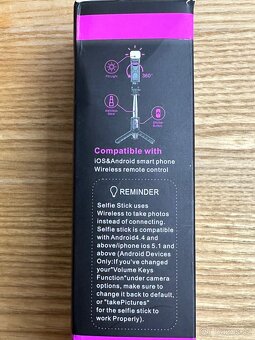 Fill Light
360°
Compatible with
iOS&Android smart phone
Wireless remote control
REMINDER
Selfie Stick uses
Wireless to take photos
instead of connecting.
Selfie stick is compatible
with Android4.4 and
above/iphone ios 5.1 and
above (Android Devices
Only:If you've changed
your"Volume Keys
Function"under camera
options, make sure to
change it back to default,
or "takePictures"
for the selfie stick to
work Properly).